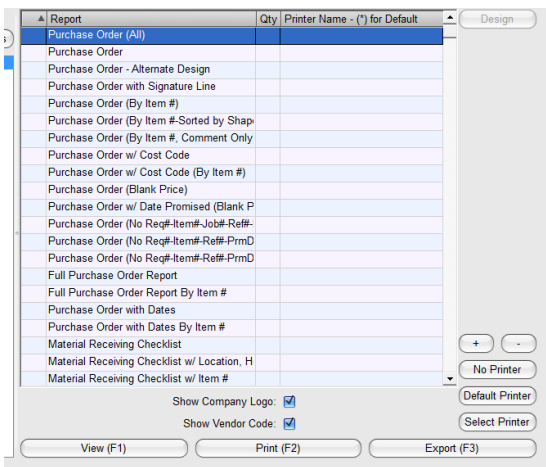 Report Qty Printer Name - (*) for Default Design
Purchase Order (All)
Purchase Order
Purchase Order - Alternate Design
Purchase Order with Signature Line
Purchase Order (By Item #)
Purchase Order (By Item #-Sorted by Shap
Purchase Order (By Item #, Comment Only
Purchase Order w/ Cost Code
Purchase Order w/ Cost Code (By Item #)
Purchase Order (Blank Price)
Purchase Order w/ Date Promised (Blank P
Purchase Order (No Req#-Item#-Job#-Ref#-
Purchase Order (No Req#-Item#-Ref#-PrmD
Purchase Order (No Req#-Item#-Ref#-PrmD
Full Purchase Order Report
Full Purchase Order Report By Item #
Purchase Order with Dates
Purchase Order with Dates By Item #
Material Receiving Checklist
+ -
Material Receiving Checklist w/ Location, H
No Printer
Material Receiving Checklist w/ Item #
Show Company Logo:
Default Printer
Show Vendor Code:
Select Printer
View (F1) Print (F2) Export (F3)